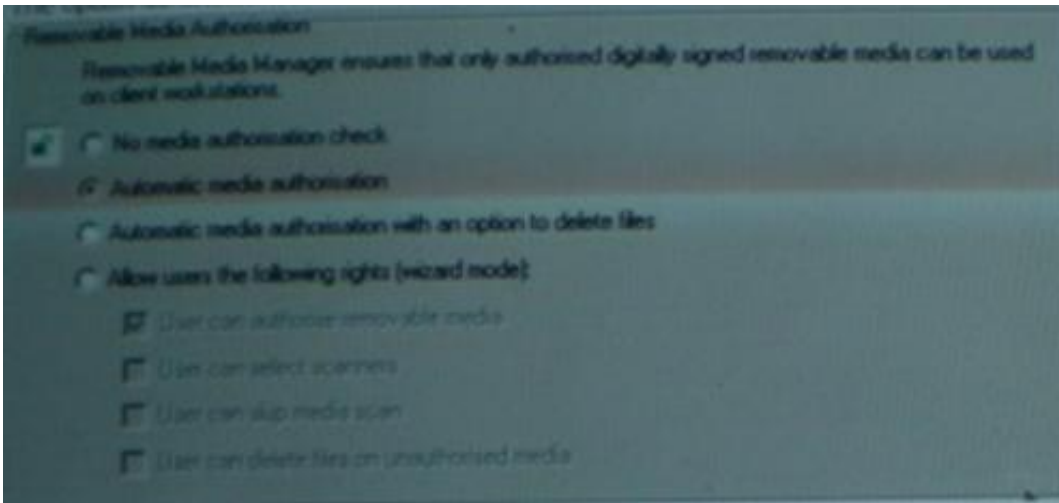 Removable Media Authorisation
Removable Media Manager ensures that only authorised digitally signed removable media can be used
on client workstations.
No media authorisation check
Automatic media authorisation
Automatic media authorisation with an option to delete files
Allow users the following rights (wizard mode):
User can authorise removable media
User can select scanners
User can skip media scan
User can delete files on unauthorised media